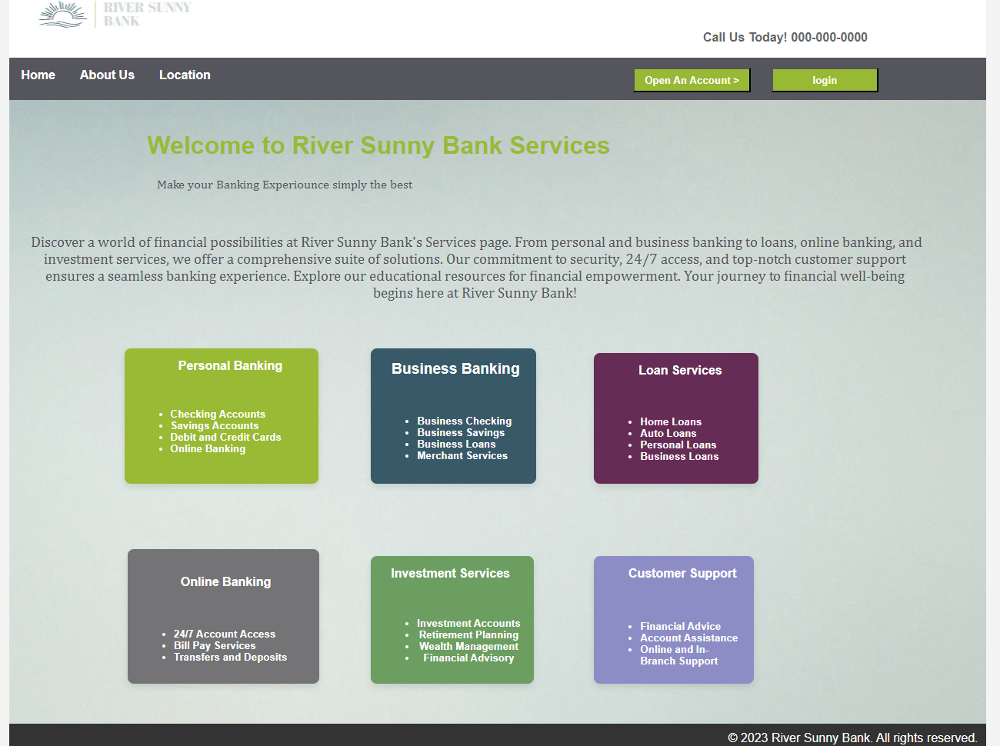 RIVER SUNNY
BANK
Call Us Today! 000-000-0000
Home About Us Location Open An Account > login
Welcome to River Sunny Bank Services
Make your Banking Experiounce simply the best
Discover a world of financial possibilities at River Sunny Bank's Services page. From personal and business banking to loans, online banking, and
investment services, we offer a comprehensive suite of solutions. Our commitment to security, 24/7 access, and top-notch customer support
ensures a seamless banking experience. Explore our educational resources for financial empowerment. Your journey to financial well-being
begins here at River Sunny Bank!
Personal Banking
• Checking Accounts
• Savings Accounts
• Debit and Credit Cards
• Online Banking
Business Banking
• Business Checking
• Business Savings
• Business Loans
• Merchant Services
Loan Services
• Home Loans
• Auto Loans
• Personal Loans
• Business Loans
Online Banking
• 24/7 Account Access
• Bill Pay Services
• Transfers and Deposits
Investment Services
• Investment Accounts
• Retirement Planning
• Wealth Management
• Financial Advisory
Customer Support
• Financial Advice
• Account Assistance
• Online and In-
Branch Support
© 2023 River Sunny Bank. All rights reserved.